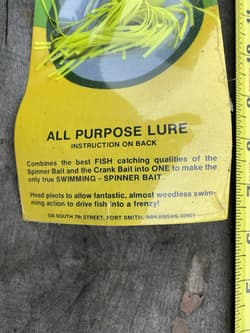 ALL PURPOSE LURE
INSTRUCTION ON BACK
Combines the best FISH catching qualities of the
Spinner Bait and the Crank Bait into ONE to make the
only true SWIMMING - SPINNER BAIT.
Head pivots to allow fantastic, almost weedless swim-
ming action to drive fish into a frenzy!
SOUTH 7th STREET, FORT SMITH, ARKANSAS